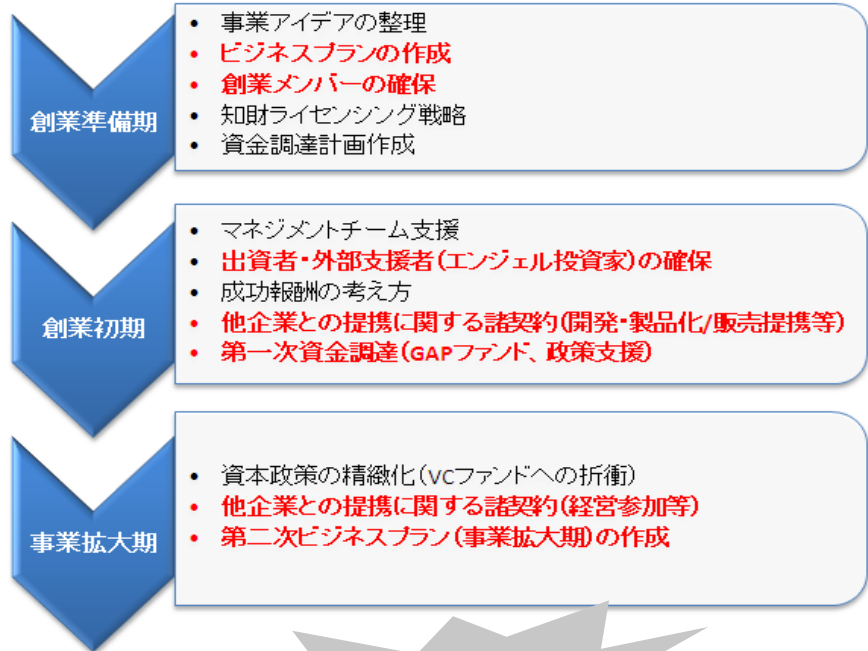 創業準備期
• 事業アイデアの整理
• ビジネスプランの作成
• 創業メンバーの確保
• 知財ライセンシング戦略
• 資金調達計画作成
創業初期
• マネジメントチーム支援
• 出資者・外部支援者(エンジェル投資家)の確保
• 成功報酬の考え方
• 他企業との提携に関する諸契約(開発・製品化/販売提携等)
• 第一次資金調達(GAPファンド、政策支援)
事業拡大期
• 資本政策の精緻化(VCファンドへの折衝)
• 他企業との提携に関する諸契約(経営参加等)
• 第二次ビジネスプラン(事業拡大期)の作成